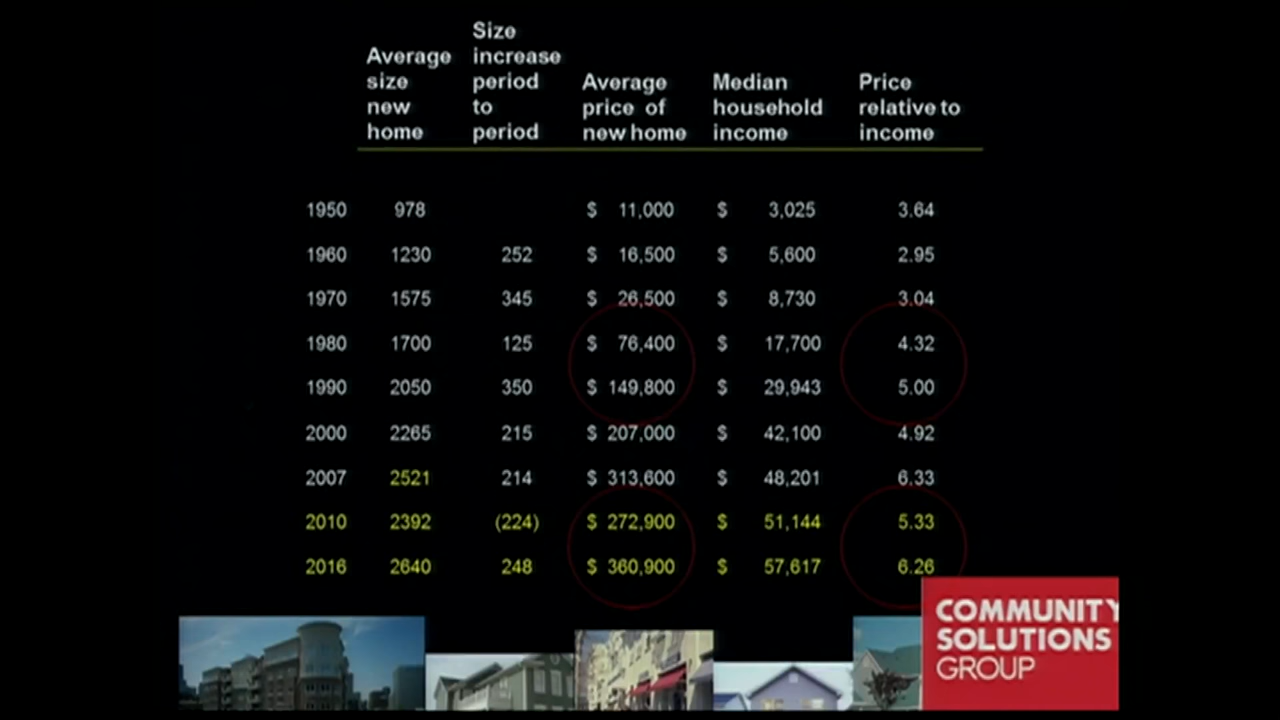 Average size new home
Size increase period to period
Average price of new home
Median household income
Price relative to income
1950 978 $ 11,000 $ 3,025 3.64
1960 1230 252 $ 16,500 $ 5,600 2.95
1970 1575 345 $ 26,500 $ 8,730 3.04
1980 1700 125 $ 76,400 $ 17,700 4.32
1990 2050 350 $ 149,800 $ 29,943 5.00
2000 2265 215 $ 207,000 $ 42,100 4.92
2007 2521 214 $ 313,600 $ 48,201 6.33
2010 2392 (224) $ 272,900 $ 51,144 5.33
2016 2640 248 $ 360,900 $ 57,617 6.26
COMMUNITY
SOLUTIONS
GROUP